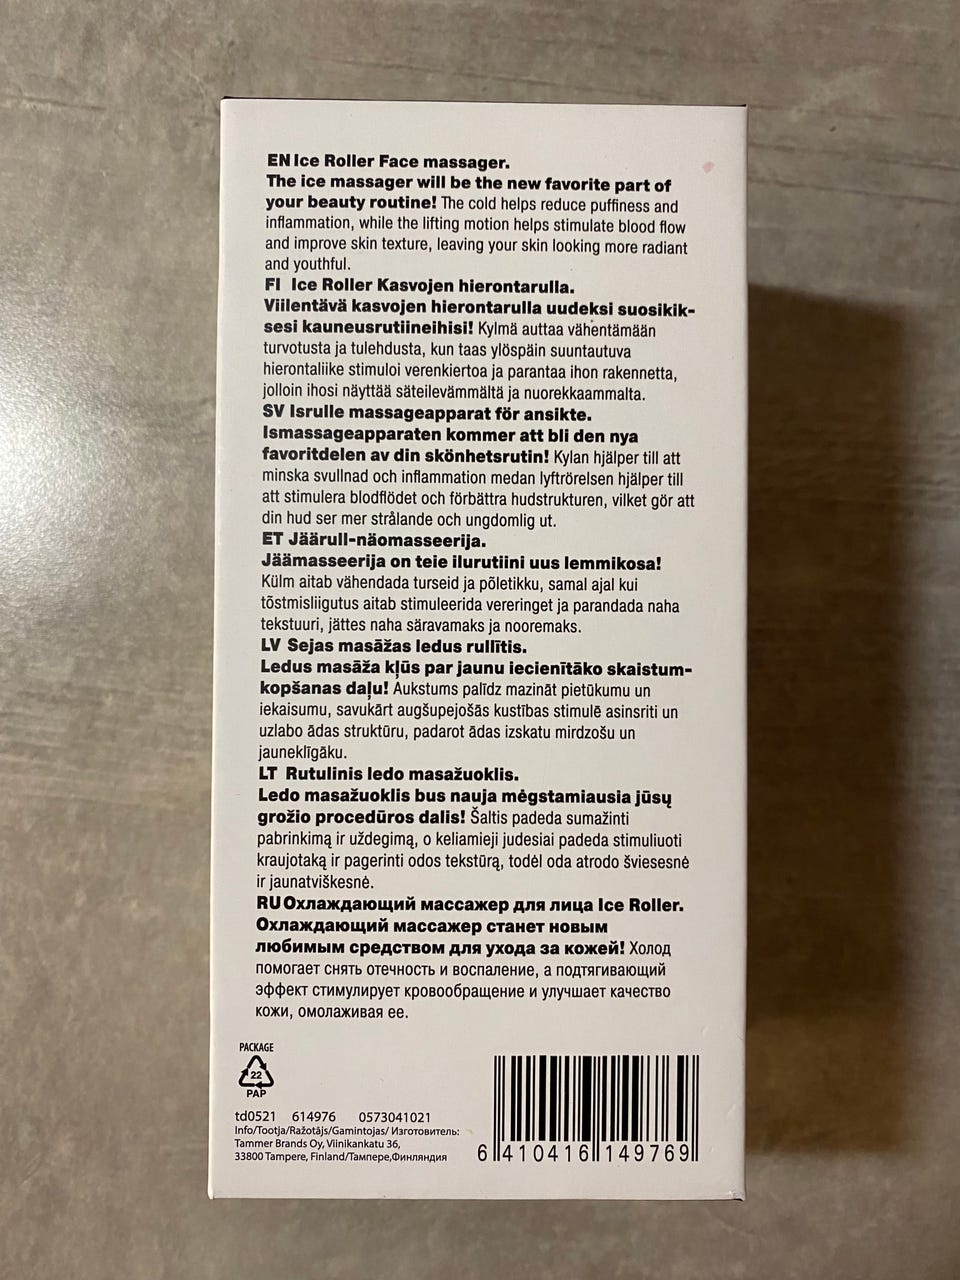 EN Ice Roller Face massager.
The ice massager will be the new favorite part of
your beauty routine! The cold helps reduce puffiness and
inflammation, while the lifting motion helps stimulate blood flow
and improve skin texture, leaving your skin looking more radiant
and youthful.
FI Ice Roller Kasvojen hierontarulla.
Viilentävä kasvojen hierontarulla uudeksi suosikik-
sesi kauneusrutiineihisi! Kylmä auttaa vähentämään
turvotusta ja tulehdusta, kun taas ylöspäin suuntautuva
hierontaliike stimuloi verenkiertoa ja parantaa ihon rakennetta,
jolloin ihosi näyttää säteilevämmältä ja nuorekkaammalta.
SV Isrulle massageapparat för ansikte.
Ismassageapparaten kommer att bli den nya
favoritdelen av din skönhetsrutin! Kylan hjälper till att
minska svullnad och inflammation medan lyftrörelsen hjälper till
att stimulera blodflödet och förbättra hudstrukturen, vilket gör att
din hud ser mer strålande och ungdomlig ut.
ET Jäärull-näomasseerija.
Jäämasseerija on teie ilurutiini uus lemmikosa!
Külm aitab vähendada turseid ja põletikku, samal ajal kui
tõstmisliigutus aitab stimuleerida vereringet ja parandada naha
tekstuuri, jättes naha säravamaks ja nooremaks.
LV Sejas masāžas ledus rullītis.
Ledus masāža kļūs par jaunu iecienītāko skaistum-
kopšanas daļu! Aukstums palīdz mazināt pietūkumu un
iekaisumu, savukārt augšupejošās kustības stimulē asinsriti un
uzlabo ādas struktūru, padarot ādas izskatu mirdzošu un
jauneklīgāku.
LT Rutulinis ledo masažuoklis.
Ledo masažuoklis bus nauja mėgstamiausia jūsų
grožio procedūros dalis! Šaltis padeda sumažinti
pabrinkimą ir uždegimą, o keliamieji judesiai padeda stimuliuoti
kraujotaką ir pagerinti odos tekstūrą, todėl oda atrodo šviesesnė
ir jaunatviškesnė.
RU Охлаждающий массажер для лица Ice Roller.
Охлаждающий массажер станет новым
любимым средством для ухода за кожей! Холод
помогает снять отечность и воспаление, а подтягивающий
эффект стимулирует кровообращение и улучшает качество
кожи, омолаживая ее.
PACKAGE
22
PAP
td0521 614976 0573041021
Info/Tootja/Ražotājs/Gamintojas/ Изготовитель:
Tammer Brands Oy, Viinikankatu 36,
33800 Tampere, Finland/Тампере,Финляндия
6 410416 149769